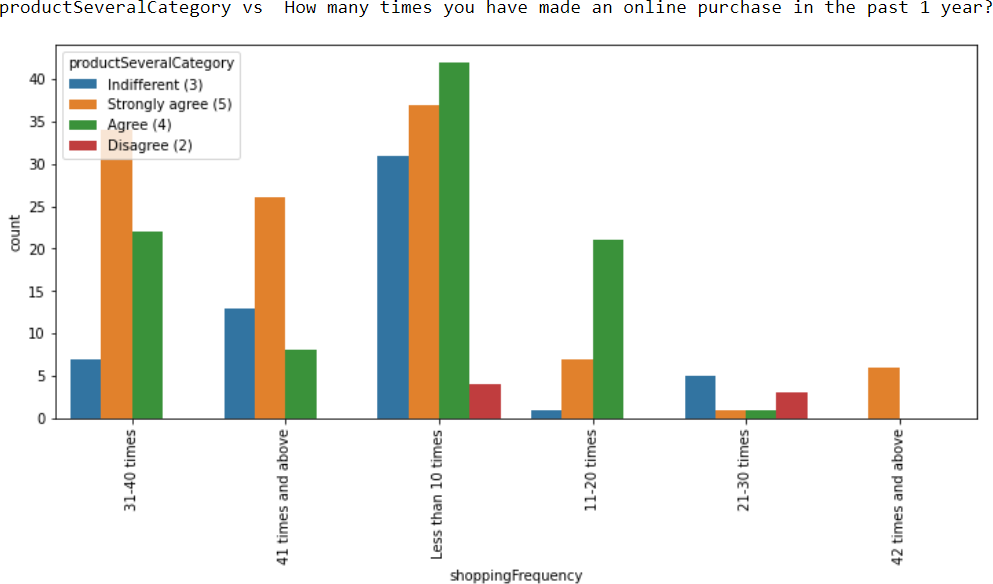 productSeveralCategory vs  How many times you have made an online purchase in the past 1 year?
productSeveralCategory
Indifferent (3)
Strongly agree (5)
Agree (4)
Disagree (2)
40
35
30
25
20
15
10
5
0
count
31-40 times
41 times and above
Less than 10 times
11-20 times
21-30 times
42 times and above
shoppingFrequency